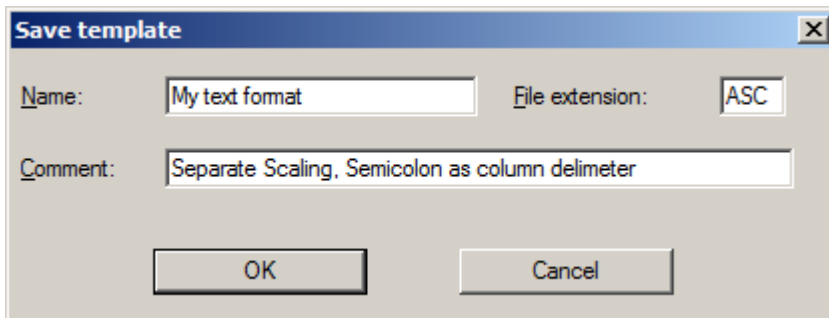 Save template
Name: My text format File extension: ASC
Comment: Separate Scaling, Semicolon as column delimeter
OK Cancel